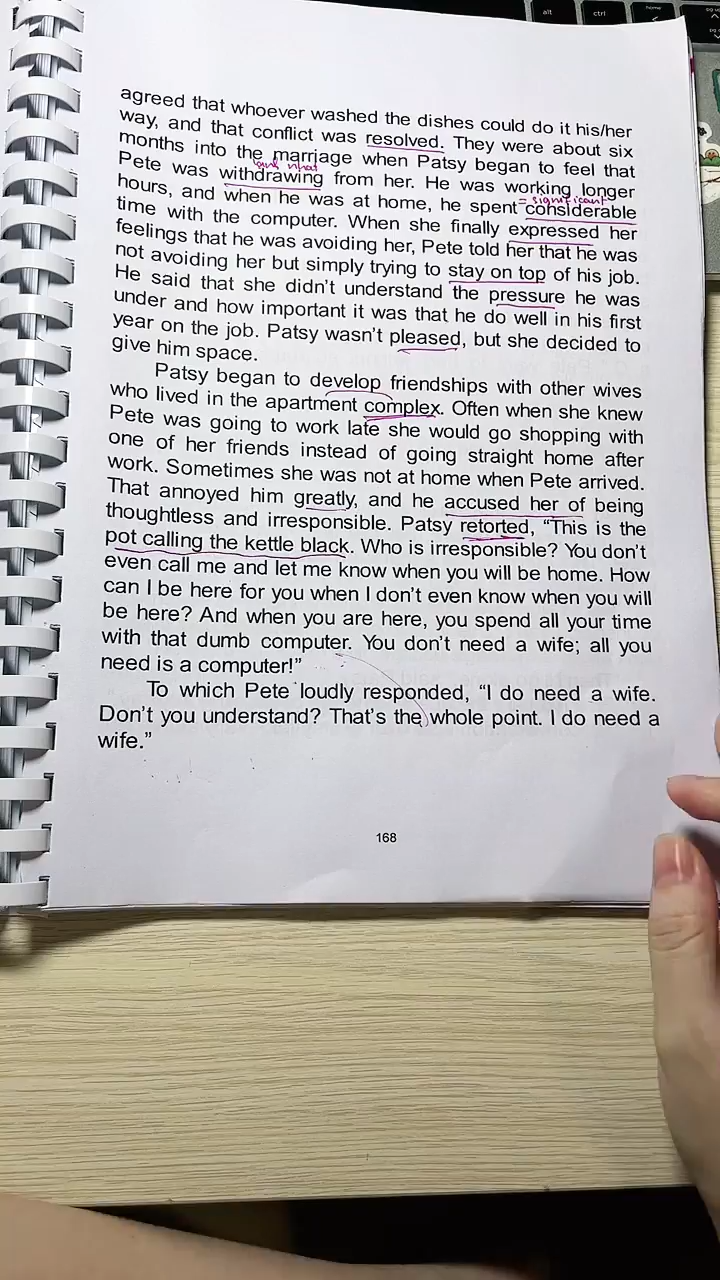 alt ctrl home
agreed that whoever washed the dishes could do it his/her
way, and that conflict was resolved. They were about six
months into the marriage when Patsy began to feel that
Pete was withdrawing from her. He was working longer
= significant
hours, and when he was at home, he spent considerable
time with the computer. When she finally expressed her
feelings that he was avoiding her, Pete told her that he was
not avoiding her but simply trying to stay on top of his job.
He said that she didn't understand the pressure he was
under and how important it was that he do well in his first
year on the job. Patsy wasn't pleased, but she decided to
give him space.
Patsy began to develop friendships with other wives
who lived in the apartment complex. Often when she knew
Pete was going to work late she would go shopping with
one of her friends instead of going straight home after
work. Sometimes she was not at home when Pete arrived.
That annoyed him greatly, and he accused her of being
thoughtless and irresponsible. Patsy retorted, “This is the
pot calling the kettle black. Who is irresponsible? You don't
even call me and let me know when you will be home. How
can I be here for you when I don't even know when you will
be here? And when you are here, you spend all your time
with that dumb computer. You don't need a wife; all you
need is a computer!”
To which Pete loudly responded, “I do need a wife.
Don't you understand? That's the whole point. I do need a
wife.”
168